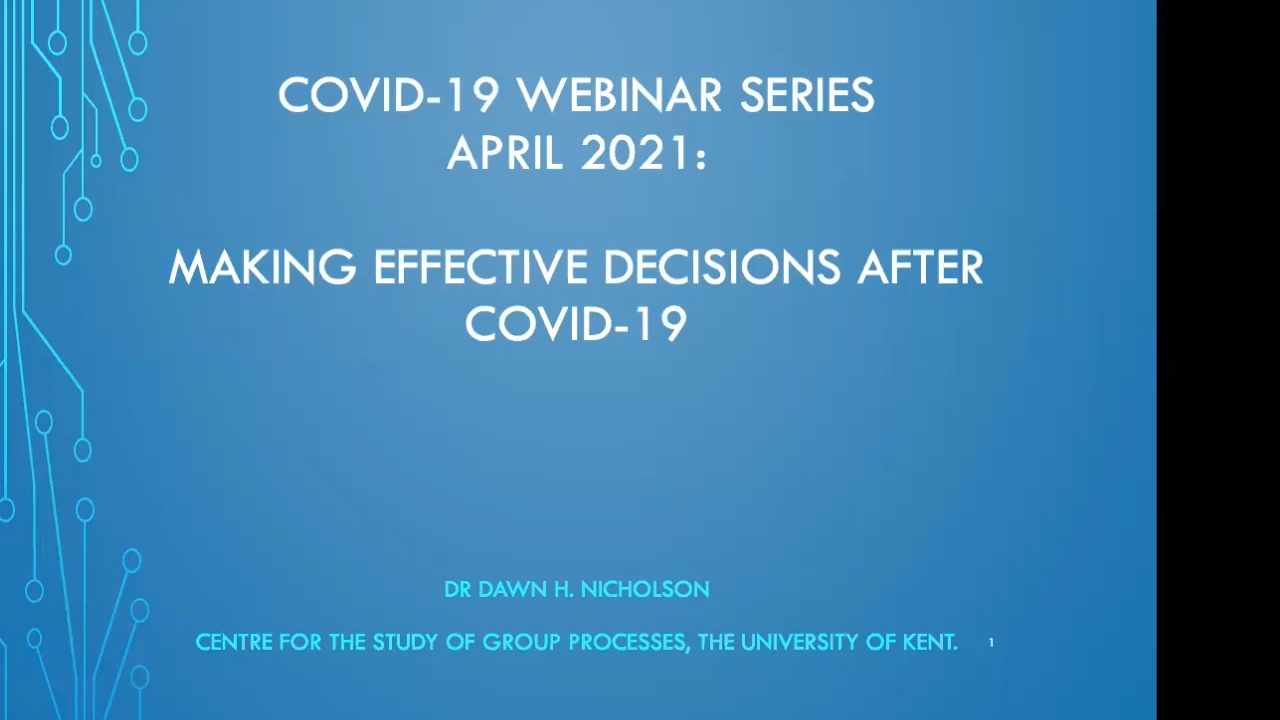 COVID-19 WEBINAR SERIES
APRIL 2021:
MAKING EFFECTIVE DECISIONS AFTER
COVID-19
DR DAWN H. NICHOLSON
CENTRE FOR THE STUDY OF GROUP PROCESSES, THE UNIVERSITY OF KENT.
1